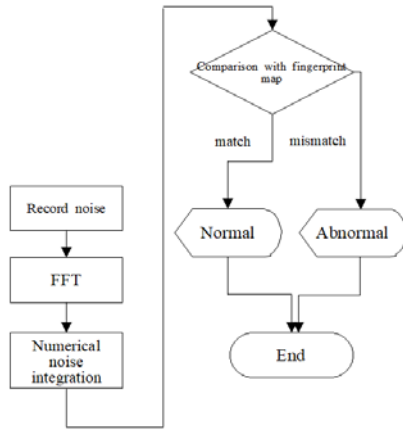 Comparison with fingerprint
map
match
mismatch
Record noise
Normal
Abnormal
FFT
Numerical
noise
integration
End